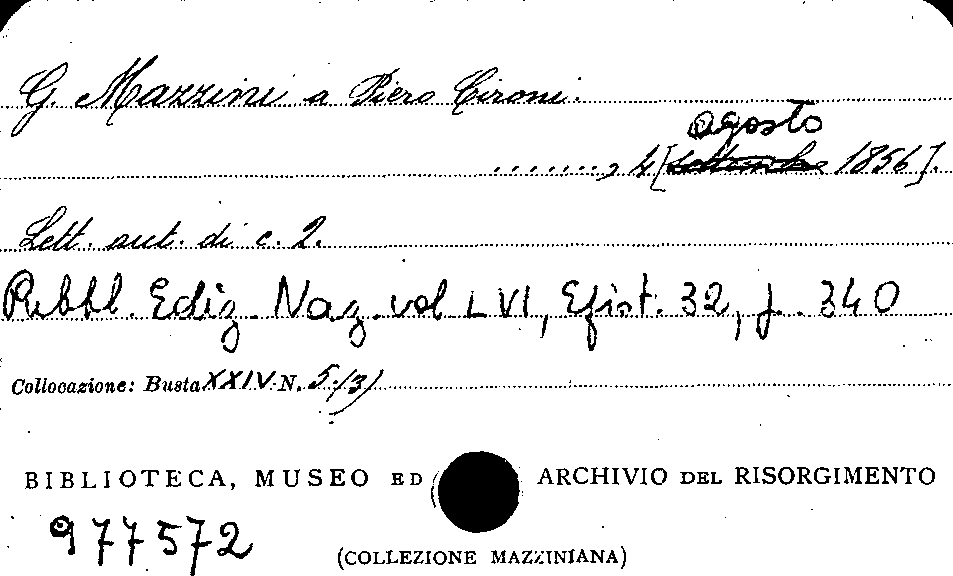 G. Mazzini a Piero Cironi.
agosto
........, 4 [settembre 1856].
Lett. aut. di c. 2.
Pubbl. Ediz. Naz. vol LVI, Epist. 32, p. 340
Collocazione: Busta XXIV N. 5/3)
BIBLIOTECA, MUSEO ED ARCHIVIO DEL RISORGIMENTO
977572
(COLLEZIONE MAZZINIANA)